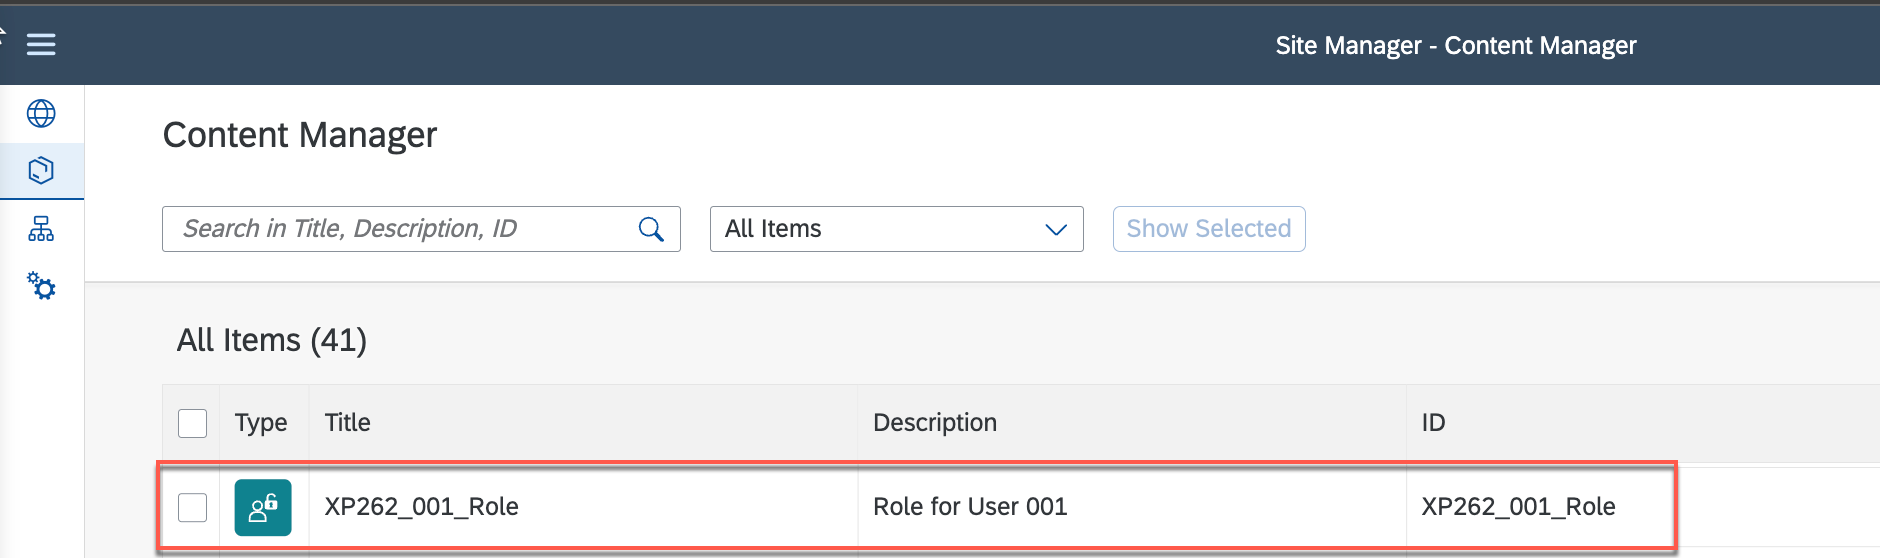 Site Manager - Content Manager
Content Manager
Search in Title, Description, ID
All Items
Show Selected
All Items (41)
Type Title Description ID
XP262_001_Role Role for User 001 XP262_001_Role